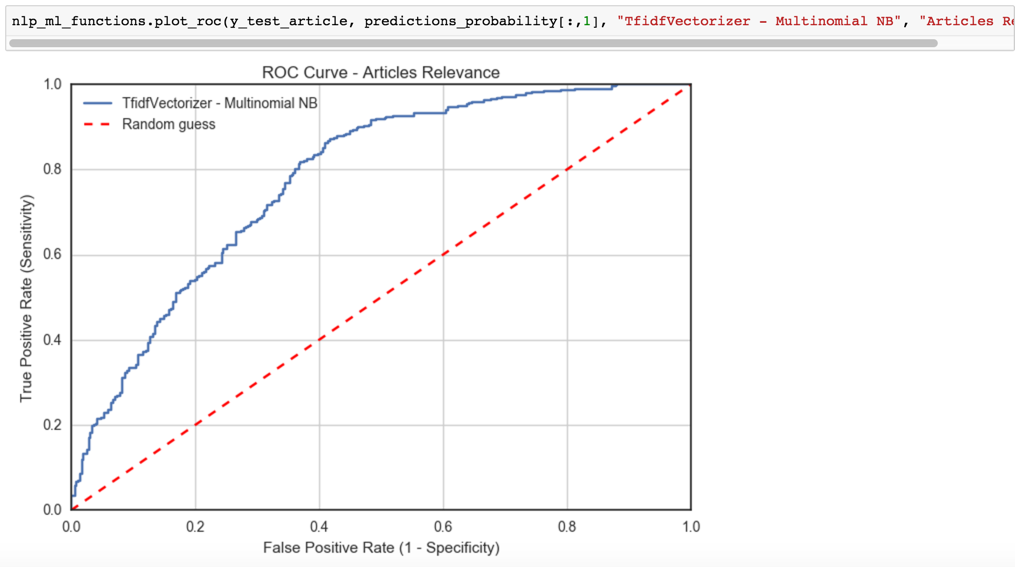 nlp_ml_functions.plot_roc(y_test_article, predictions_probability[:,1], "TfidfVectorizer - Multinomial NB", "Articles
ROC Curve - Articles Relevance
TfidfVectorizer - Multinomial NB
Random guess
True Positive Rate (Sensitivity)
1.0
0.8
0.6
0.4
0.2
0.0
0.0 0.2 0.4 0.6 0.8 1.0
False Positive Rate (1 - Specificity)